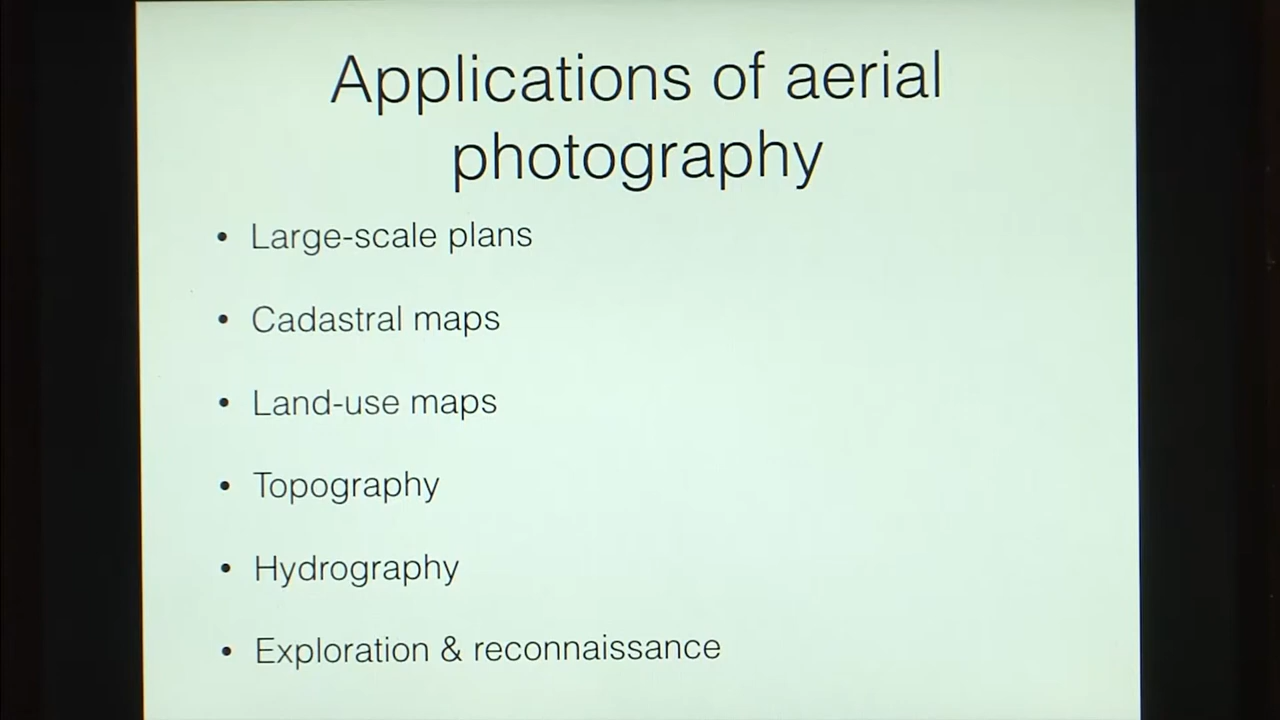 Applications of aerial
photography
• Large-scale plans
• Cadastral maps
• Land-use maps
• Topography
• Hydrography
• Exploration & reconnaissance